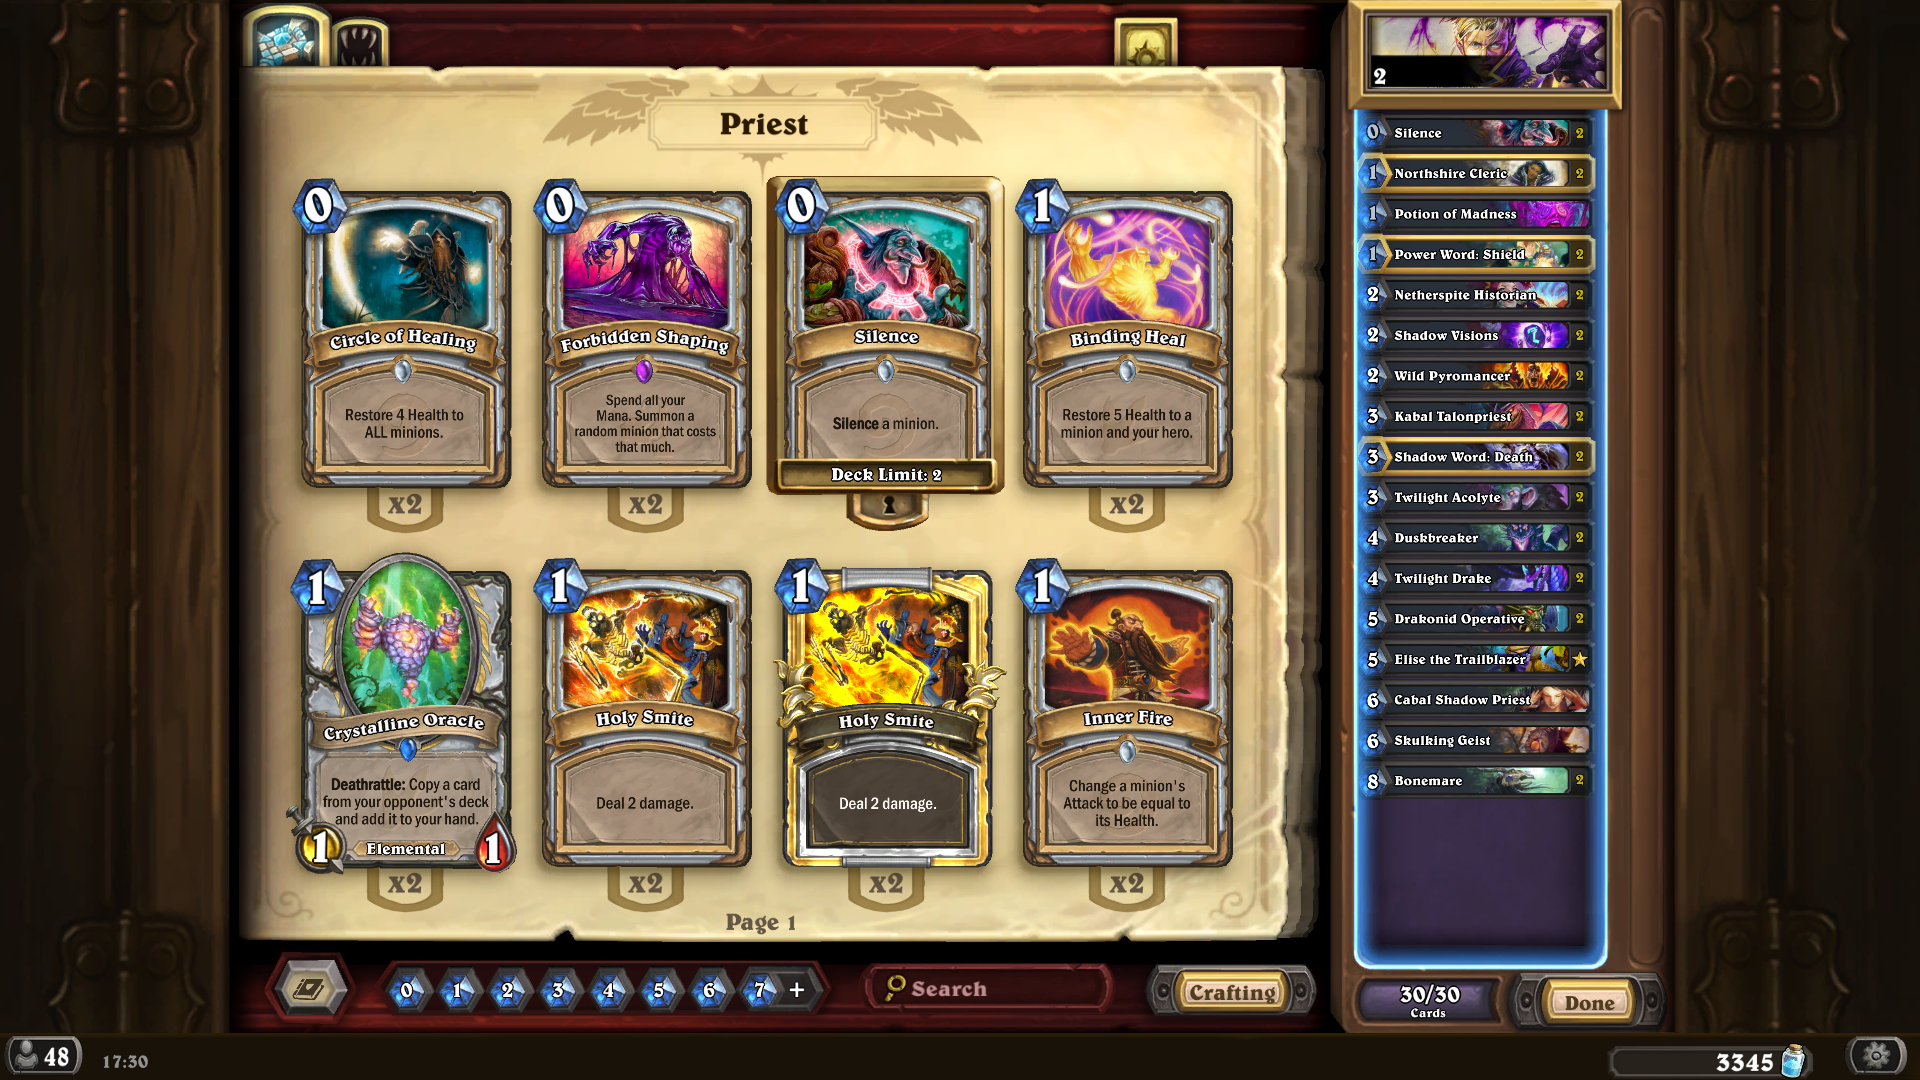 Priest
0
Circle of Healing
Restore 4 Health to
ALL minions.
x2
0
Forbidden Shaping
Spend all your
Mana. Summon a
random minion that costs
that much.
x2
0
Silence
Silence a minion.
Deck Limit: 2
1
Binding Heal
Restore 5 Health to a
minion and your hero.
x2
1
Crystalline Oracle
Deathrattle: Copy a card
from your opponent's deck
and add it to your hand.
1
Elemental
1
x2
1
Holy Smite
Deal 2 damage.
x2
1
Holy Smite
Deal 2 damage.
x2
1
Inner Fire
Change a minion's
Attack to be equal to
its Health.
x2
Page 1
0 1 2 3 4 5 6 7 +
Search
Crafting
2
0 Silence 2
1 Northshire Cleric 2
1 Potion of Madness 2
1 Power Word: Shield 2
2 Netherspite Historian 2
2 Shadow Visions 2
2 Wild Pyromancer 2
3 Kabal Talonpriest 2
3 Shadow Word: Death 2
3 Twilight Acolyte 2
4 Duskbreaker 2
4 Twilight Drake 2
5 Drakonid Operative 2
5 Elise the Trailblazer
6 Cabal Shadow Priest
6 Skulking Geist
8 Bonemare 2
30/30
Cards
Done
48
17:30
3345